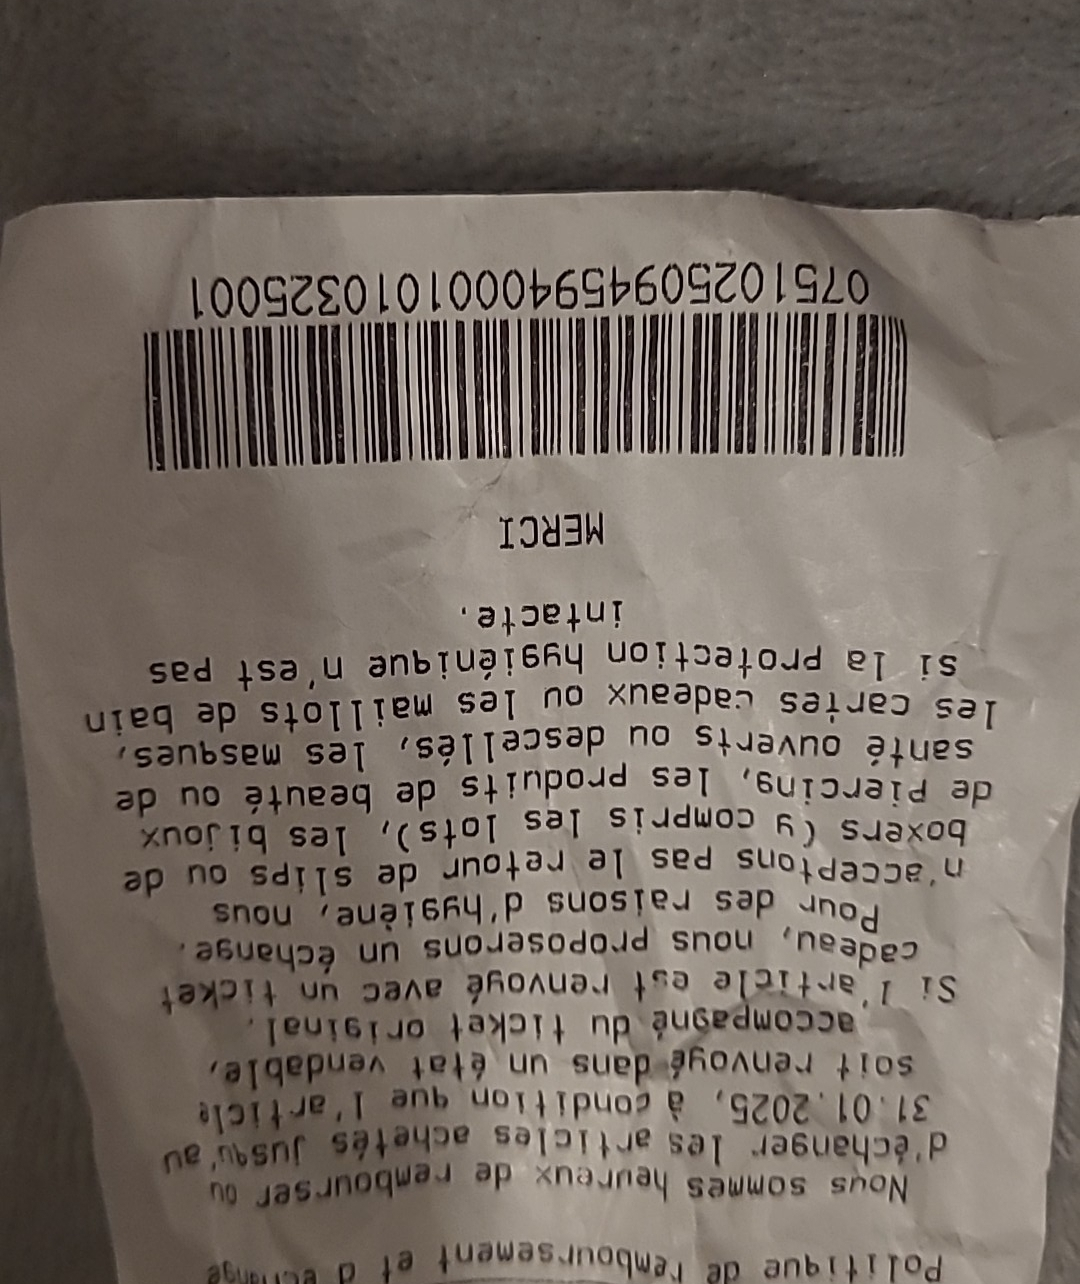 Politique de remboursement et d'échange
Nous sommes heureux de rembourser ou
d'échanger les articles achetés jusqu'au
31.01.2025, à condition que l'article
soit renvoyé dans un état vendable,
accompagné du ticket original.
Si l'article est renvoyé avec un ticket
cadeau, nous proposerons un échange.
Pour des raisons d'hygiène, nous
n'acceptons pas le retour de slips ou de
boxers (y compris les lots), les bijoux
de Piercing, les produits de beauté ou de
santé ouverts ou descellés, les masques,
les cartes cadeaux ou les maillots de bain
si la protection hygiénique n'est pas
intacte.
MERCI
07510250945940001010325001